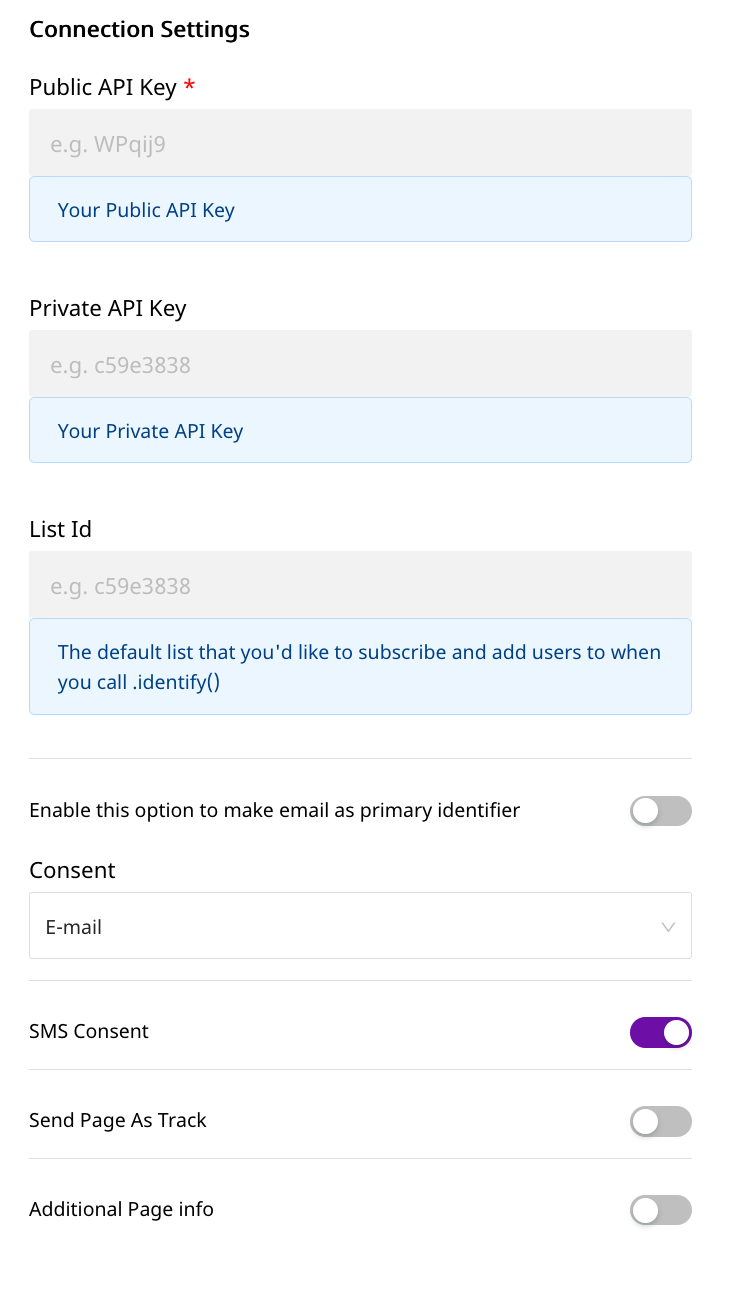 Connection Settings
Public API Key *
e.g. WPqij9
Your Public API Key
Private API Key
e.g. c59e3838
Your Private API Key
List Id
e.g. c59e3838
The default list that you'd like to subscribe and add users to when
you call .identify()
Enable this option to make email as primary identifier
Consent
E-mail
SMS Consent
Send Page As Track
Additional Page info